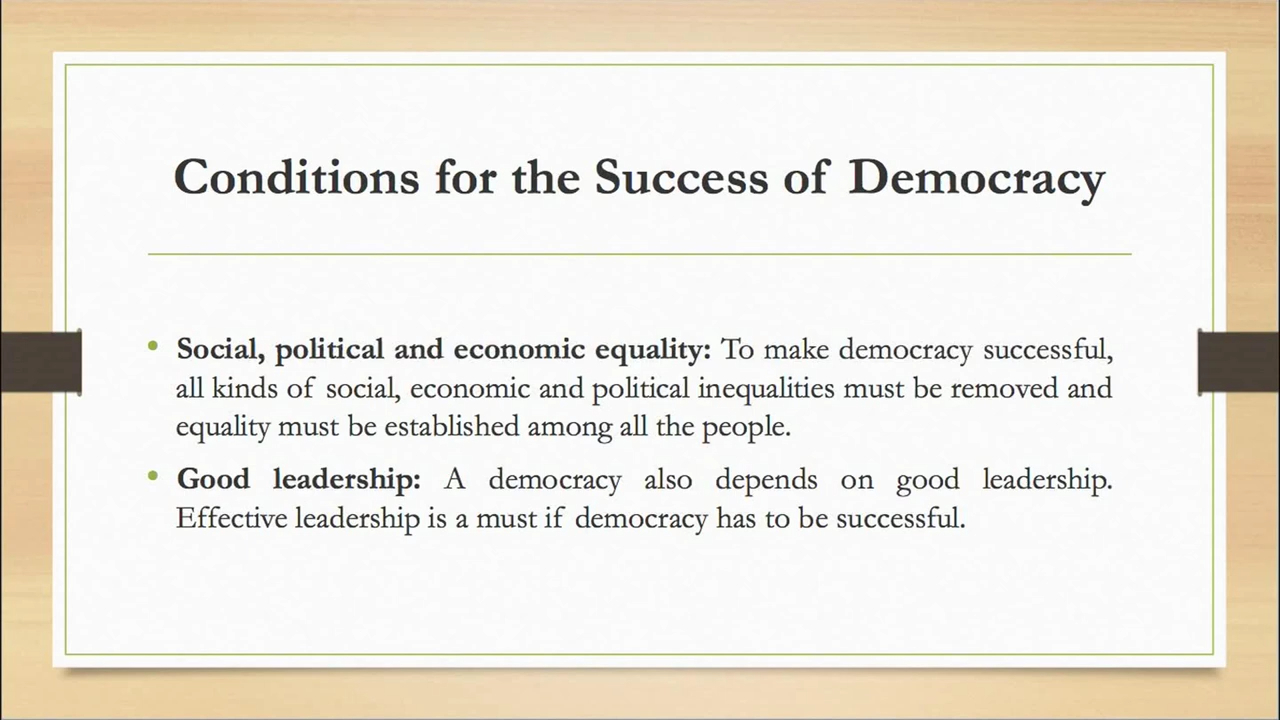 Conditions for the Success of Democracy
• Social, political and economic equality: To make democracy successful,
all kinds of social, economic and political inequalities must be removed and
equality must be established among all the people.
• Good leadership: A democracy also depends on good leadership.
Effective leadership is a must if democracy has to be successful.